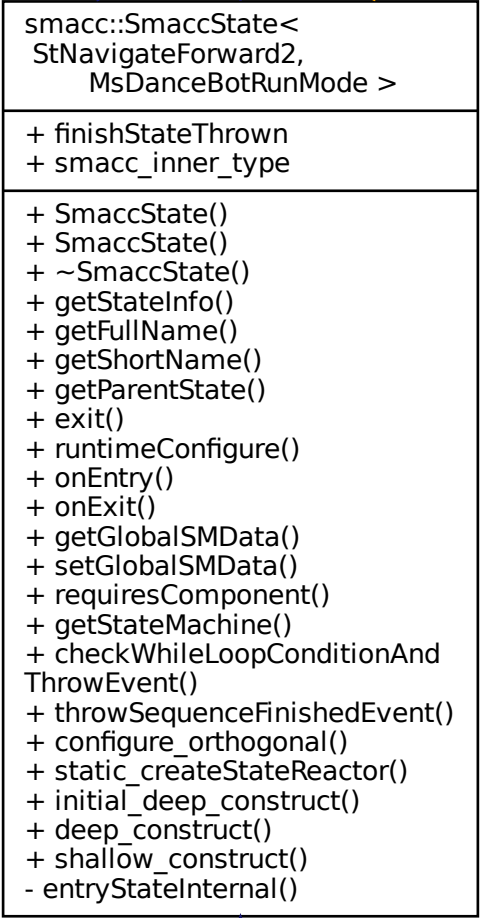 smacc::SmaccState<
StNavigateForward2,
MsDanceBotRunMode >
+ finishStateThrown
+ smacc_inner_type
+ SmaccState()
+ SmaccState()
+ ~SmaccState()
+ getStateInfo()
+ getFullName()
+ getShortName()
+ getParentState()
+ exit()
+ runtimeConfigure()
+ onEntry()
+ onExit()
+ getGlobalSMData()
+ setGlobalSMData()
+ requiresComponent()
+ getStateMachine()
+ checkWhileLoopConditionAnd
ThrowEvent()
+ throwSequenceFinishedEvent()
+ configure_orthogonal()
+ static_createStateReactor()
+ initial_deep_construct()
+ deep_construct()
+ shallow_construct()
- entryStateInternal()